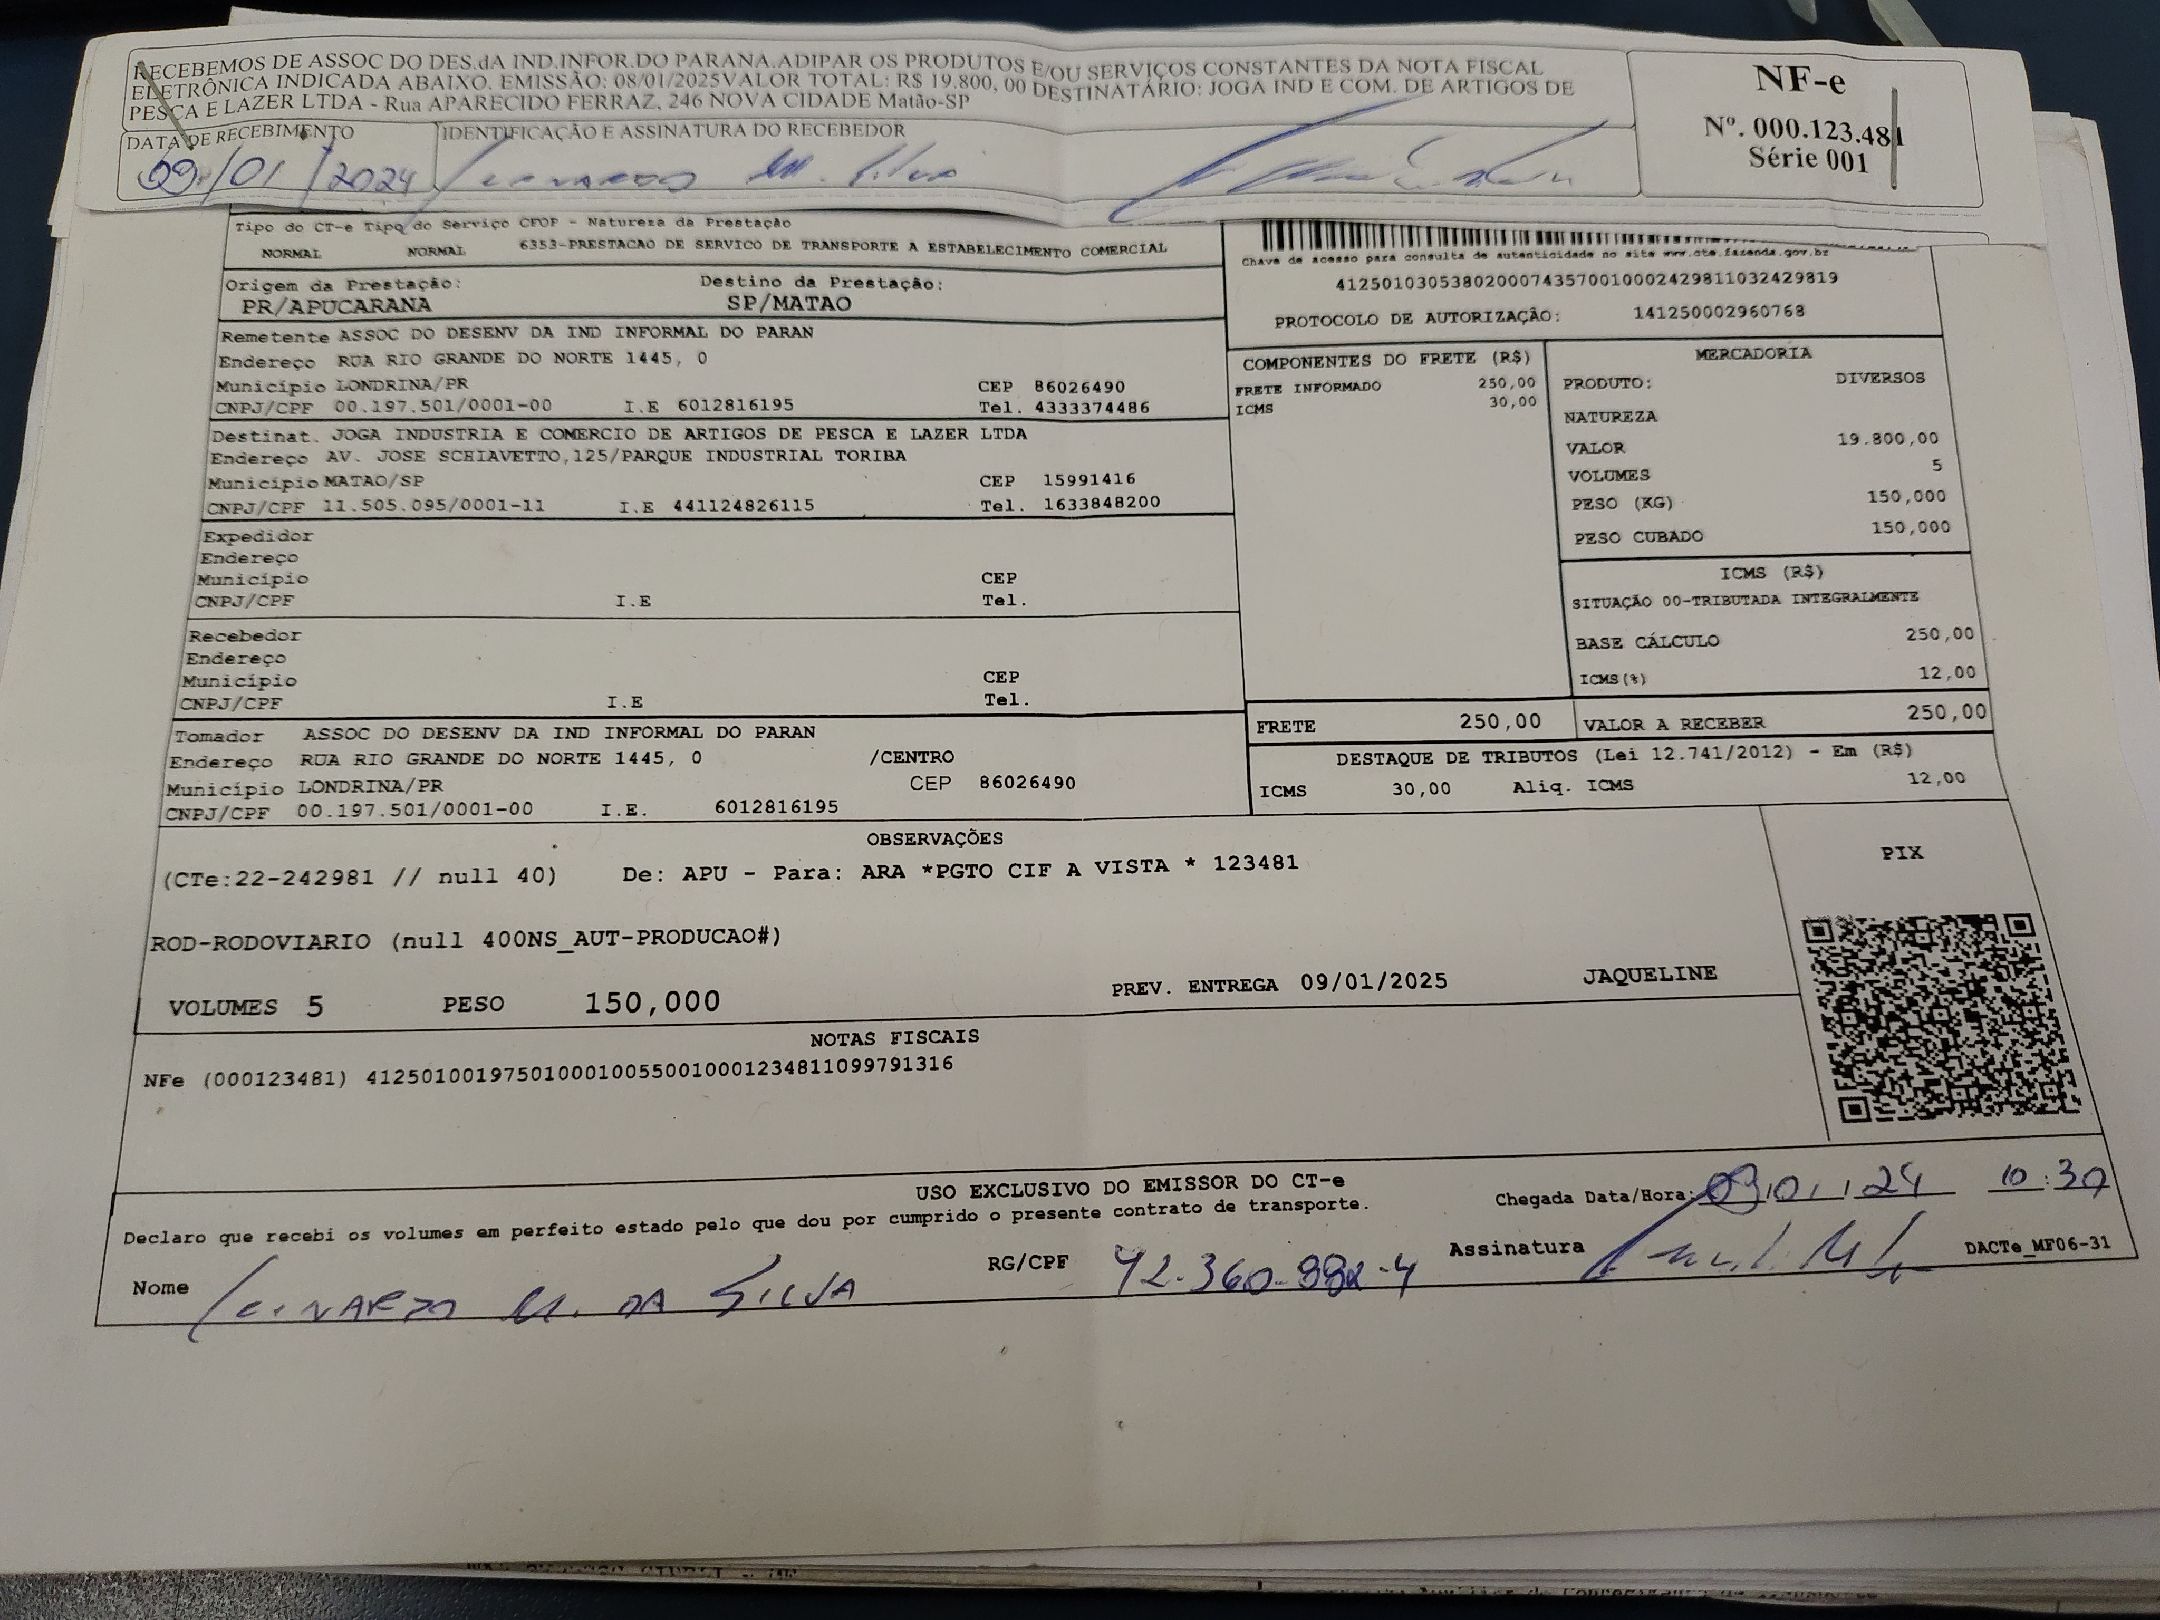 RECEBEMOS DE ASSOC DO DES.dA IND.INFOR.DO PARANA.ADIPAR OS PRODUTOS E/OU SERVIÇOS CONSTANTES DA NOTA FISCAL
ELETRÔNICA INDICADA ABAIXO. EMISSÃO: 08/01/2025VALOR TOTAL: R$ 19.800, 00 DESTINATÁRIO: JOGA IND E COM. DE ARTIGOS DE
PESCA E LAZER LTDA - Rua APARECIDO FERRAZ, 246 NOVA CIDADE Matão-SP
NF-e
Nº. 000.123.481
Série 001
DATA DE RECEBIMENTO
09/01/2024
IDENTIFICAÇÃO E ASSINATURA DO RECEBEDOR
Tipo do CT-e Tipo do Serviço CFOP - Natureza da Prestação
NORMAL NORMAL 6353-PRESTACAO DE SERVICO DE TRANSPORTE A ESTABELECIMENTO COMERCIAL
Chave de acesso para consulta de autenticidade no site www.cte.fazenda.gov.br
41250103053802000743570010002429811032429819
PROTOCOLO DE AUTORIZAÇÃO: 141250002960768
Origem da Prestação: Destino da Prestação:
PR/APUCARANA SP/MATAO
Remetente ASSOC DO DESENV DA IND INFORMAL DO PARAN
Endereço RUA RIO GRANDE DO NORTE 1445, 0
Município LONDRINA/PR CEP 86026490
CNPJ/CPF 00.197.501/0001-00 I.E 6012816195 Tel. 4333374486
Destinat. JOGA INDUSTRIA E COMERCIO DE ARTIGOS DE PESCA E LAZER LTDA
Endereço AV. JOSE SCHIAVETTO,125/PARQUE INDUSTRIAL TORIBA
Município MATAO/SP CEP 15991416
CNPJ/CPF 11.505.095/0001-11 I.E 441124826115 Tel. 1633848200
Expedidor
Endereço
Município CEP
CNPJ/CPF I.E Tel.
Recebedor
Endereço
Município CEP
CNPJ/CPF I.E Tel.
Tomador ASSOC DO DESENV DA IND INFORMAL DO PARAN
Endereço RUA RIO GRANDE DO NORTE 1445, 0 /CENTRO
Município LONDRINA/PR CEP 86026490
CNPJ/CPF 00.197.501/0001-00 I.E. 6012816195
COMPONENTES DO FRETE (R$)
FRETE INFORMADO 250,00
ICMS 30,00
MERCADORIA
PRODUTO: DIVERSOS
NATUREZA
VALOR 19.800,00
VOLUMES 5
PESO (KG) 150,000
PESO CUBADO 150,000
ICMS (R$)
SITUAÇÃO 00-TRIBUTADA INTEGRALMENTE
BASE CÁLCULO 250,00
ICMS(%) 12,00
FRETE 250,00 VALOR A RECEBER 250,00
DESTAQUE DE TRIBUTOS (Lei 12.741/2012) - Em (R$)
ICMS 30,00 Aliq. ICMS 12,00
OBSERVAÇÕES
(CTe:22-242981 // null 40) De: APU - Para: ARA *PGTO CIF A VISTA * 123481
ROD-RODOVIARIO (null 400NS_AUT-PRODUCAO#)
VOLUMES 5 PESO 150,000 PREV. ENTREGA 09/01/2025 JAQUELINE
PIX
NOTAS FISCAIS
NFe (000123481) 41250100197501000100550010001234811099791316
USO EXCLUSIVO DO EMISSOR DO CT-e
Declaro que recebi os volumes em perfeito estado pelo que dou por cumprido o presente contrato de transporte.
Chegada Data/Hora: 09/01/24 10:30
Nome M. DA SILVA RG/CPF Assinatura DACTe_MF06-31